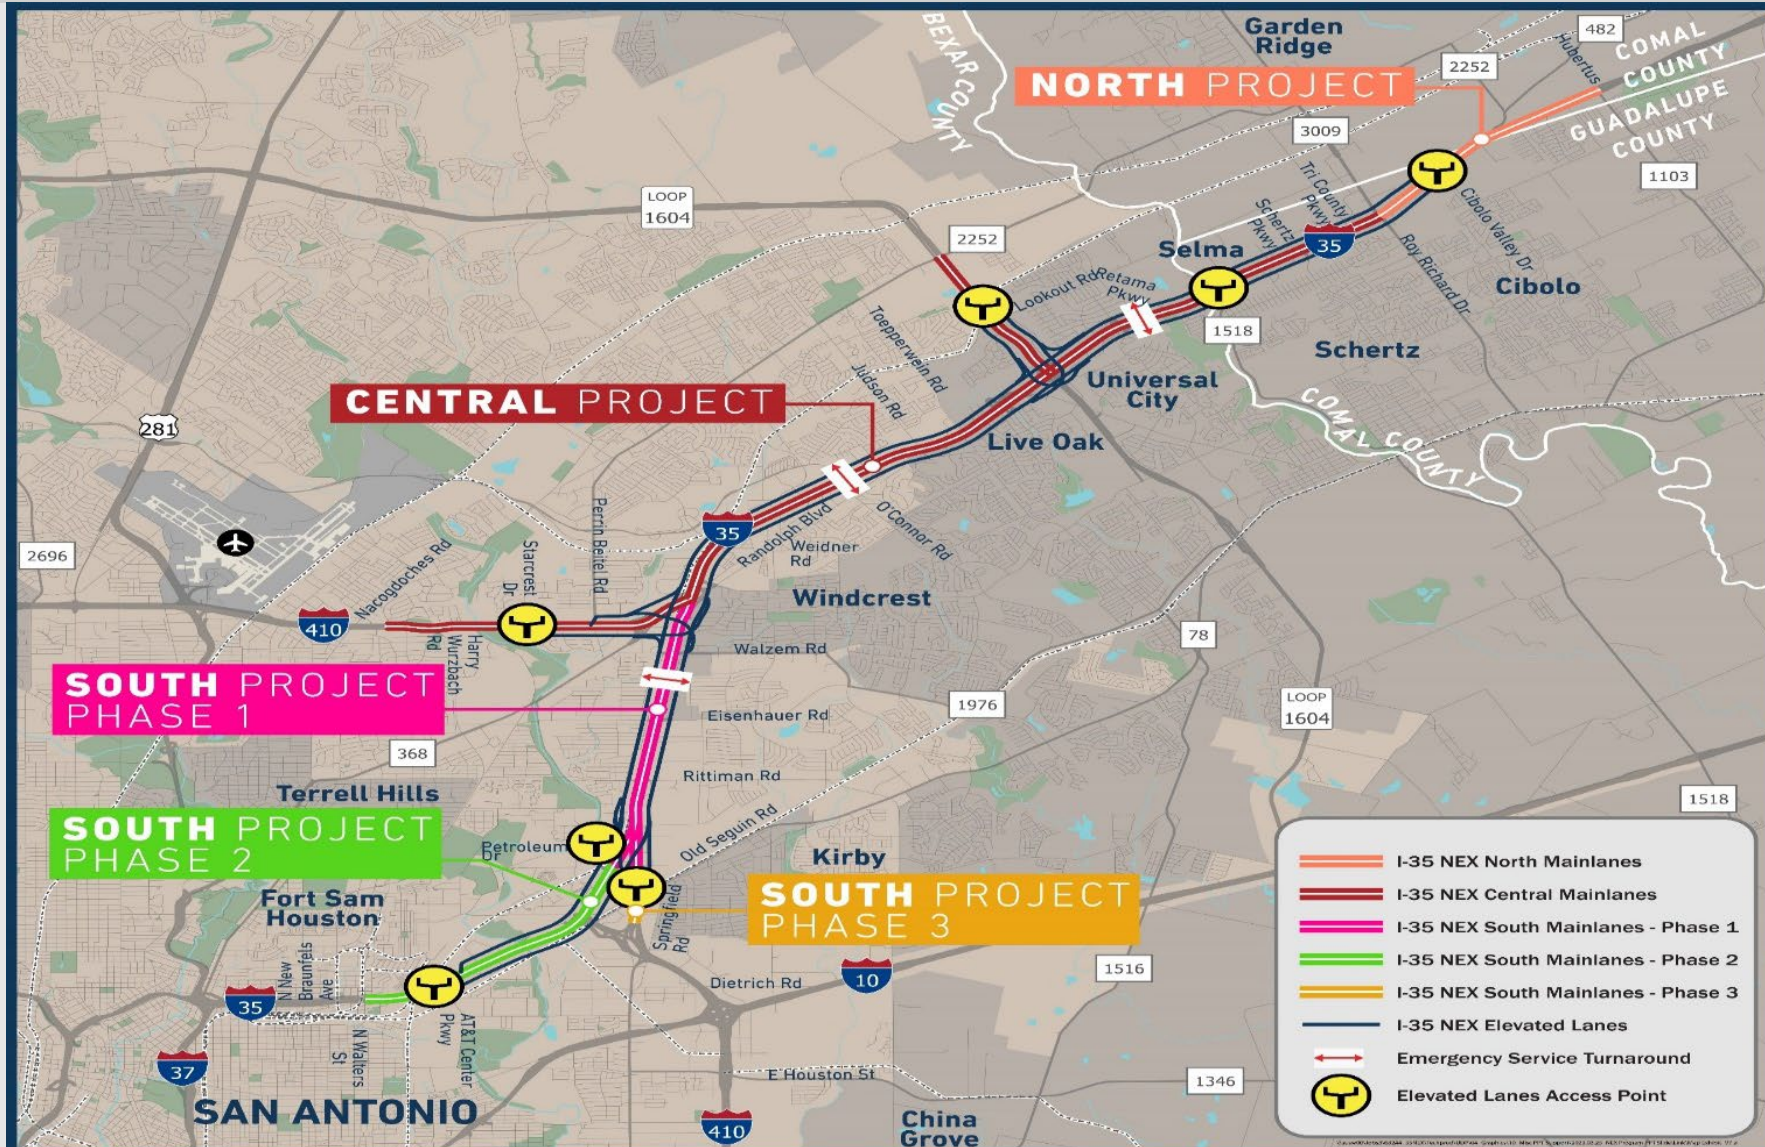 Garden
Ridge
482
COMAL
COUNTY
2252
Hubertus
BEXAR COUNTY
NORTH PROJECT
GUADALUPE
COUNTY
3009
1103
LOOP
1604
Tri County
Pkwy
Schertz
Pkwy
Cibolo Valley Dr
2252
Selma
35
Roy Richard Dr
Cibolo
Lookout Rd
Retama
Pkwy
1518
Schertz
Toepperwein Rd
Judson Rd
Universal
City
COMAL COUNTY
CENTRAL PROJECT
281
Live Oak
Perrin Beitel Rd
35
Randolph Blvd
O'Connor Rd
Weidner
Rd
2696
Nacogdoches Rd
Starcrest
Dr
Windcrest
410
Harry
Wurzbach
Rd
Walzem Rd
78
SOUTH PROJECT
PHASE 1
Eisenhauer Rd
1976
LOOP
1604
368
Rittiman Rd
Terrell Hills
1518
SOUTH PROJECT
PHASE 2
Petroleum
Dr
Old Seguin Rd
Kirby
Fort Sam
Houston
SOUTH PROJECT
PHASE 3
Springfield
Rd
N New
Braunfels
Ave
35
Dietrich Rd
10
1516
N Walters
St
AT&T Center
Pkwy
37
E Houston St
1346
SAN ANTONIO
410
China
Grove
I-35 NEX North Mainlanes
I-35 NEX Central Mainlanes
I-35 NEX South Mainlanes - Phase 1
I-35 NEX South Mainlanes - Phase 2
I-35 NEX South Mainlanes - Phase 3
I-35 NEX Elevated Lanes
Emergency Service Turnaround
Elevated Lanes Access Point